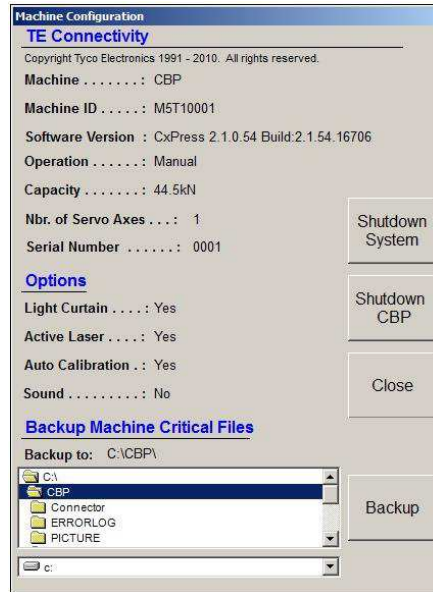 Machine Configuration
TE Connectivity
Copyright Tyco Electronics 1991 - 2010. All rights reserved.
Machine . . . . . . . : CBP
Machine ID . . . . . : M5T10001
Software Version : CxPress 2.1.0.54 Build:2.1.54.16706
Operation . . . . . . : Manual
Capacity . . . . . . . : 44.5kN
Nbr. of Servo Axes . . . : 1
Serial Number . . . . . . : 0001
Shutdown
System
Options
Light Curtain . . . . : Yes
Active Laser . . . . : Yes
Auto Calibration . : Yes
Sound . . . . . . . . . : No
Shutdown
CBP
Close
Backup Machine Critical Files
Backup to: C:\CBP\
C:\
CBP
Connector
ERRORLOG
PICTURE
c:
Backup